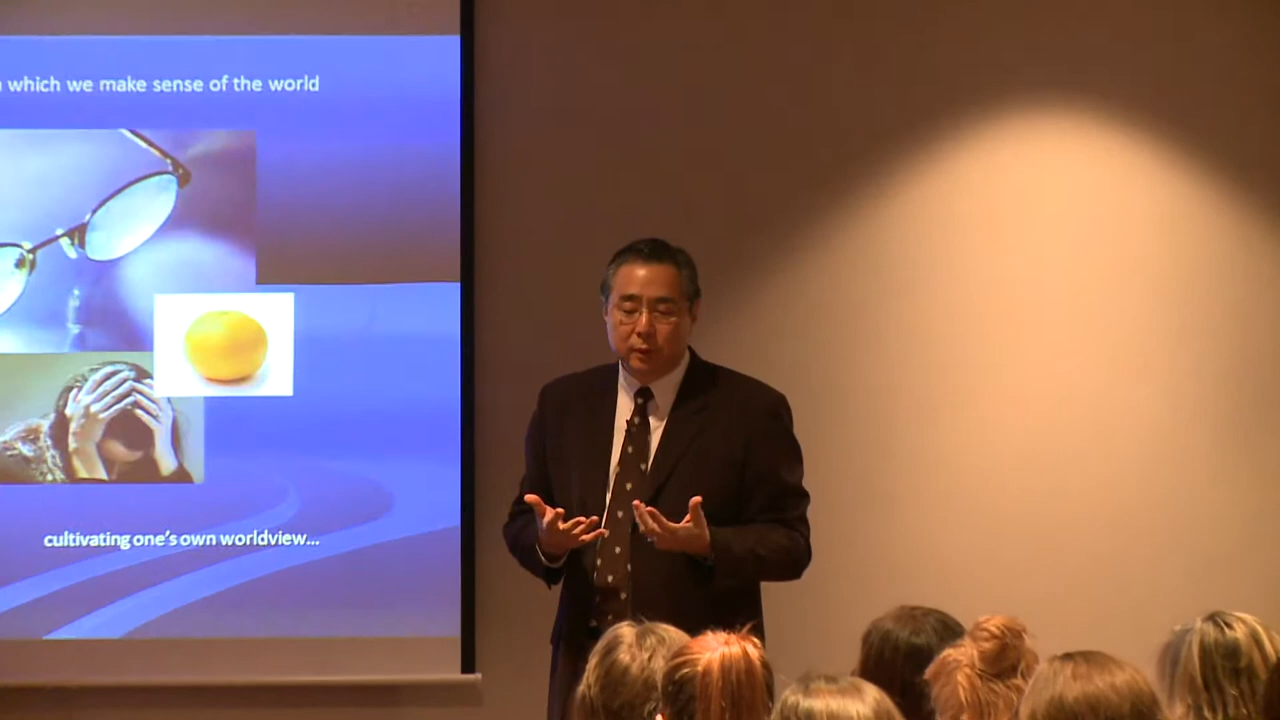 which we make sense of the world
cultivating one's own worldview...